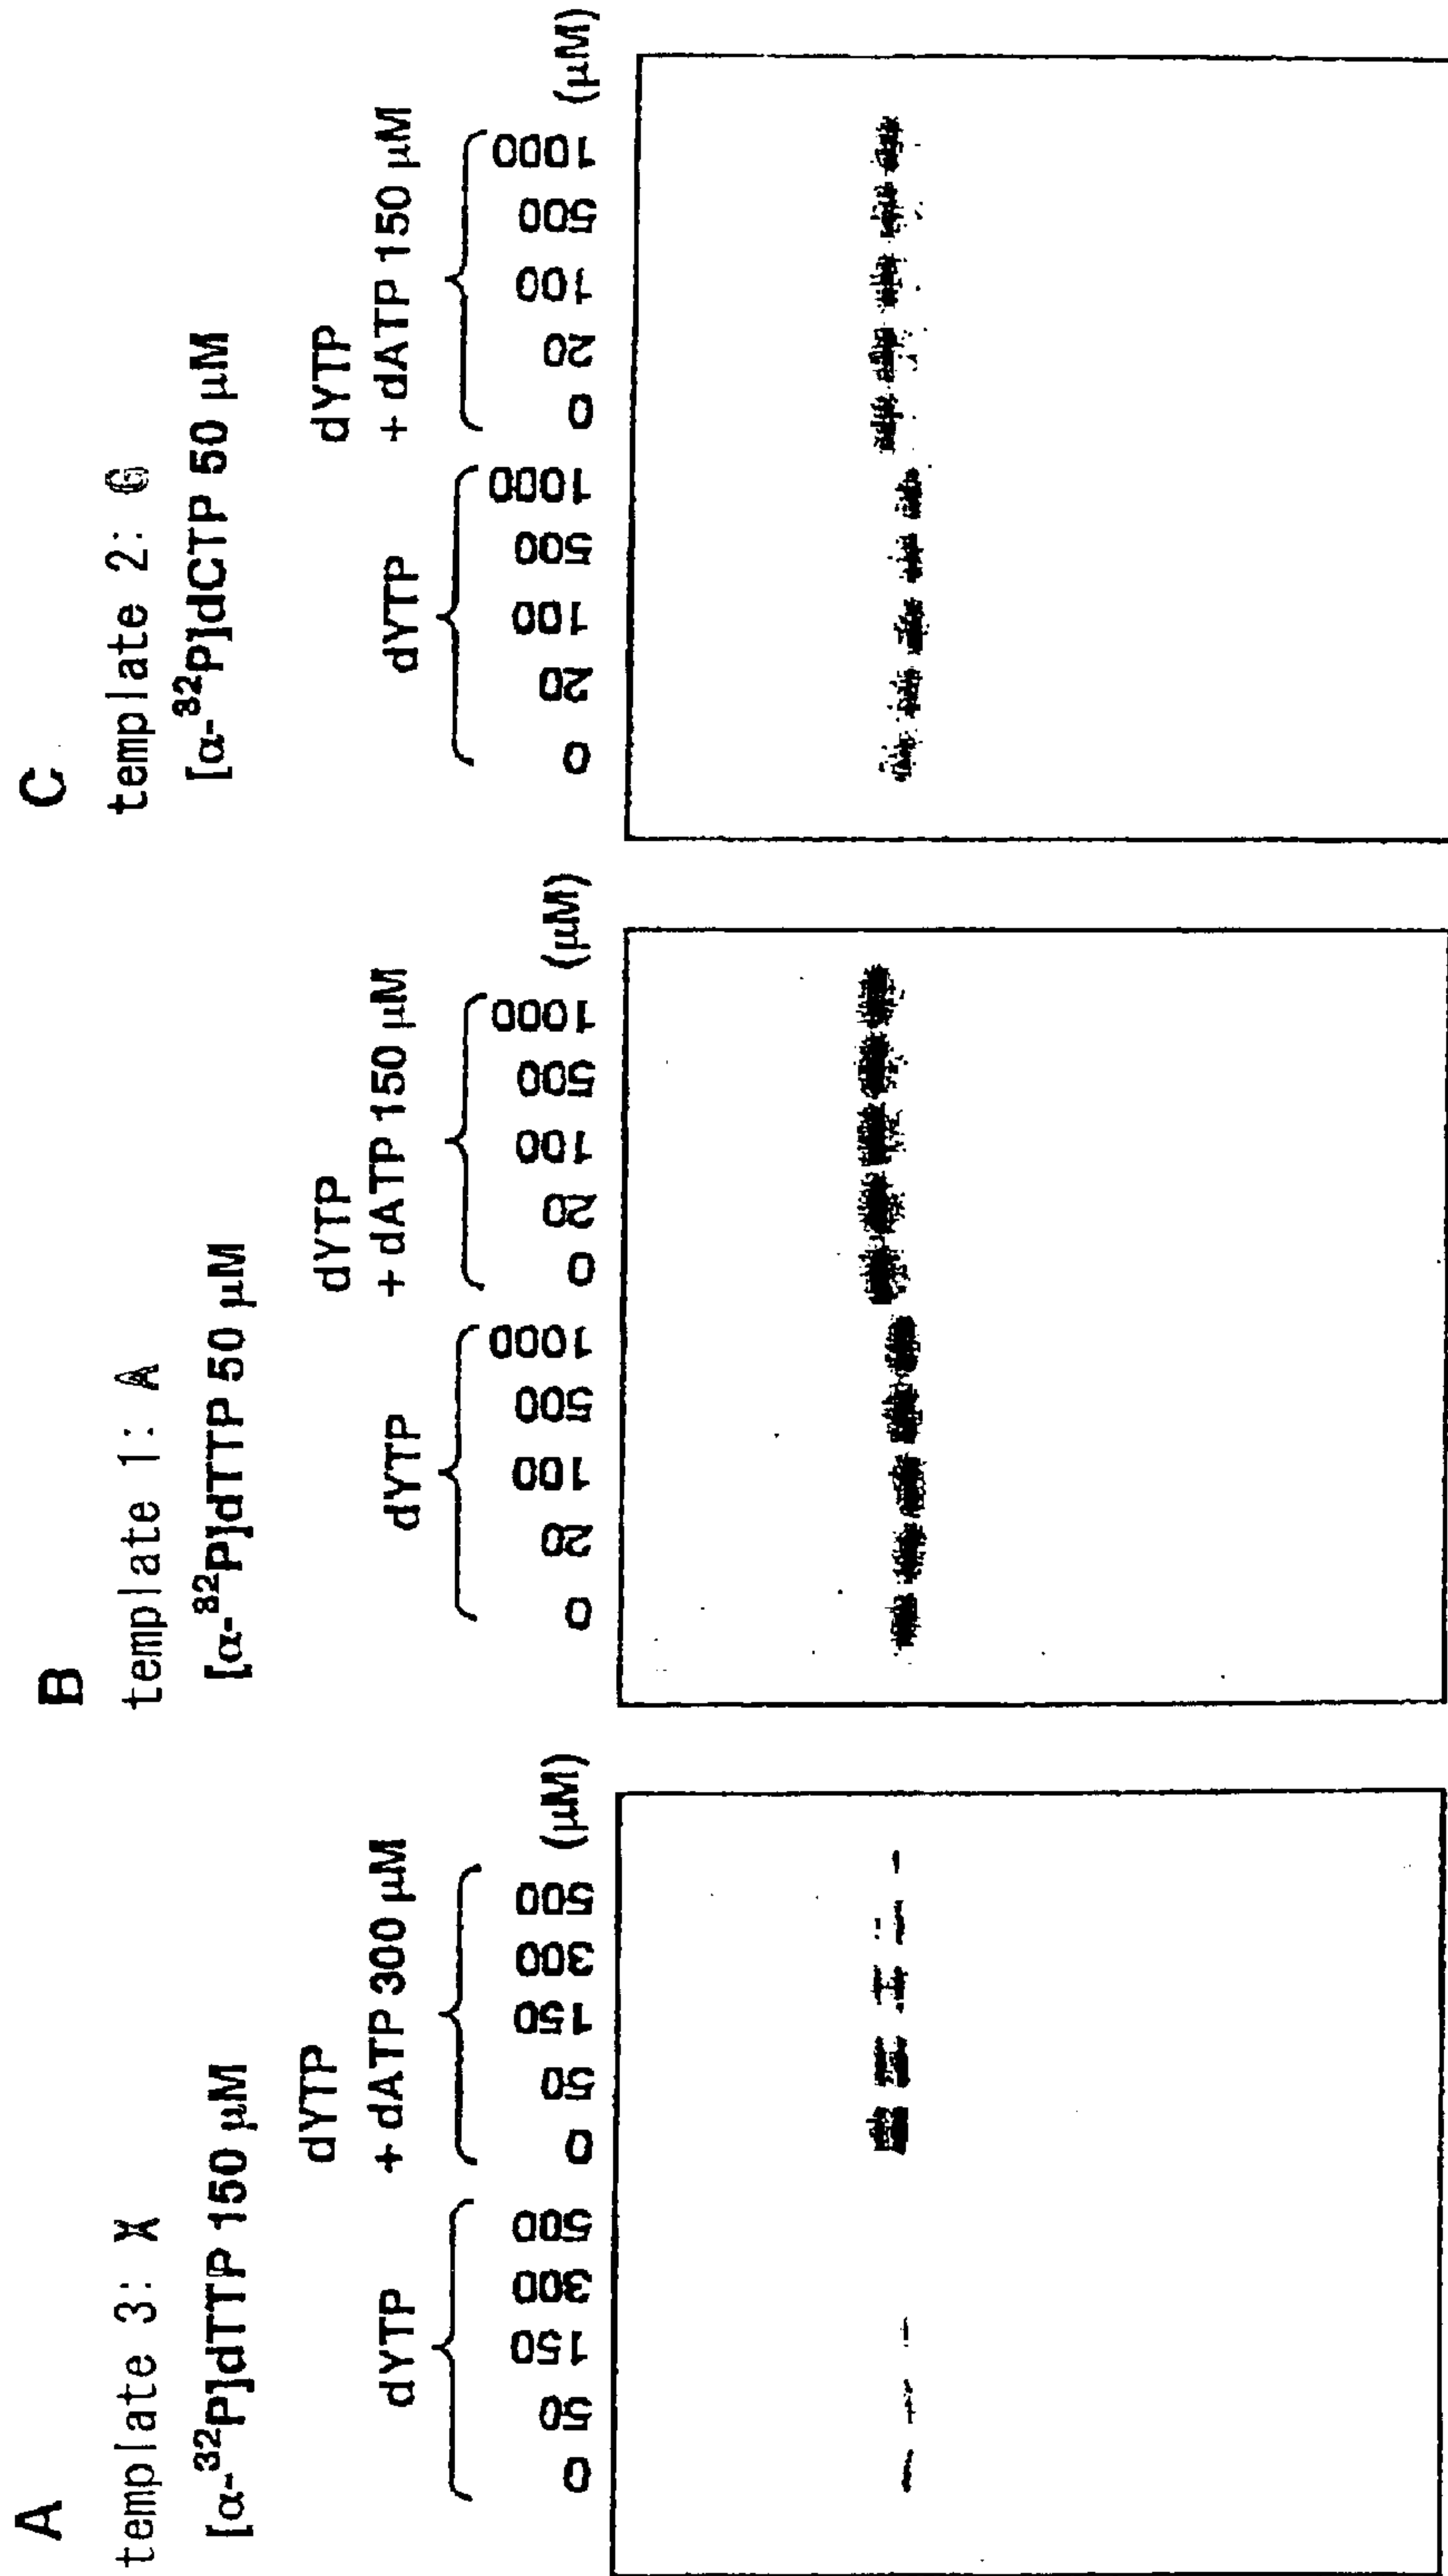 A
template 3: X
[α-³²P]dTTP 150 µM
dYTP
dYTP
+ dATP 300 µM
0 50 150 300 500 0 50 150 300 500 (µM)
B
template 1: A
[α-³²P]dTTP 50 µM
dYTP
dYTP
+ dATP 150 µM
0 20 100 500 1000 0 20 100 500 1000 (µM)
C
template 2: G
[α-³²P]dCTP 50 µM
dYTP
dYTP
+ dATP 150 µM
0 20 100 500 1000 0 20 100 500 1000 (µM)